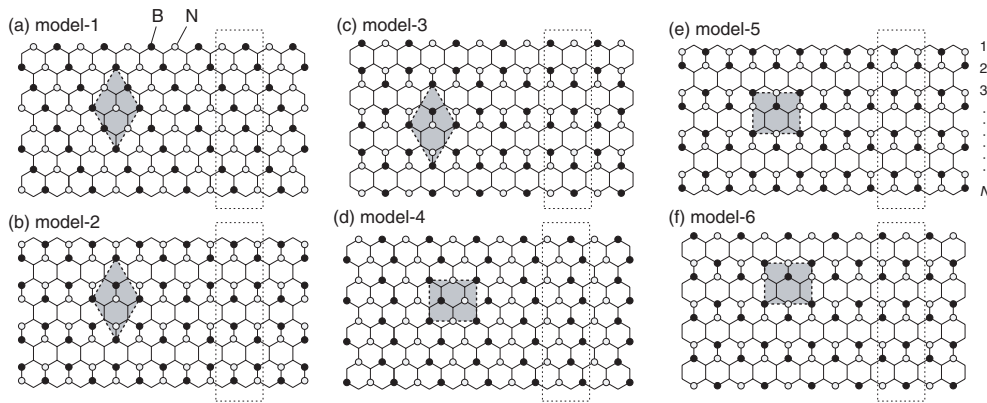 (a) model-1
B N
(b) model-2
(c) model-3
(d) model-4
(e) model-5
1
2
3
.
.
.
.
.
N
(f) model-6